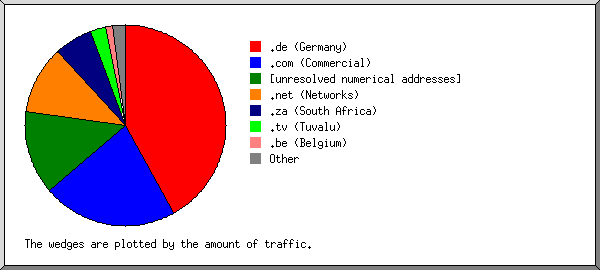 .de (Germany)
.com (Commercial)
[unresolved numerical addresses]
.net (Networks)
.za (South Africa)
.tv (Tuvalu)
.be (Belgium)
Other
The wedges are plotted by the amount of traffic.